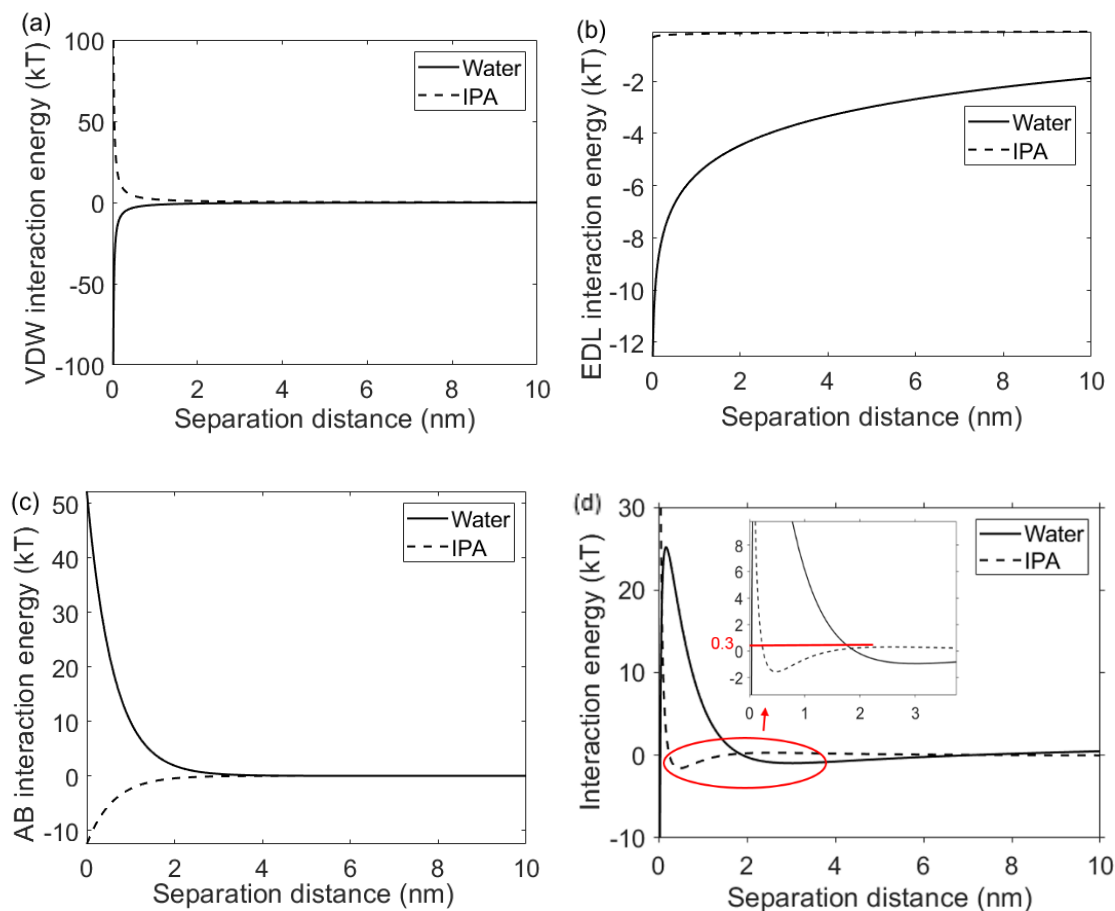 (a)
VDW interaction energy (kT)
100
50
0
-50
-100
Water
IPA
0 2 4 6 8 10
Separation distance (nm)
(b)
EDL interaction energy (kT)
-2
-4
-6
-8
-10
-12
Water
IPA
0 2 4 6 8 10
Separation distance (nm)
(c)
AB interaction energy (kT)
50
40
30
20
10
0
-10
Water
IPA
0 2 4 6 8 10
Separation distance (nm)
(d)
Interaction energy (kT)
30
20
10
0
-10
Water
IPA
8
6
4
2
0.3
0
-2
0 1 2 3
0 2 4 6 8 10
Separation distance (nm)